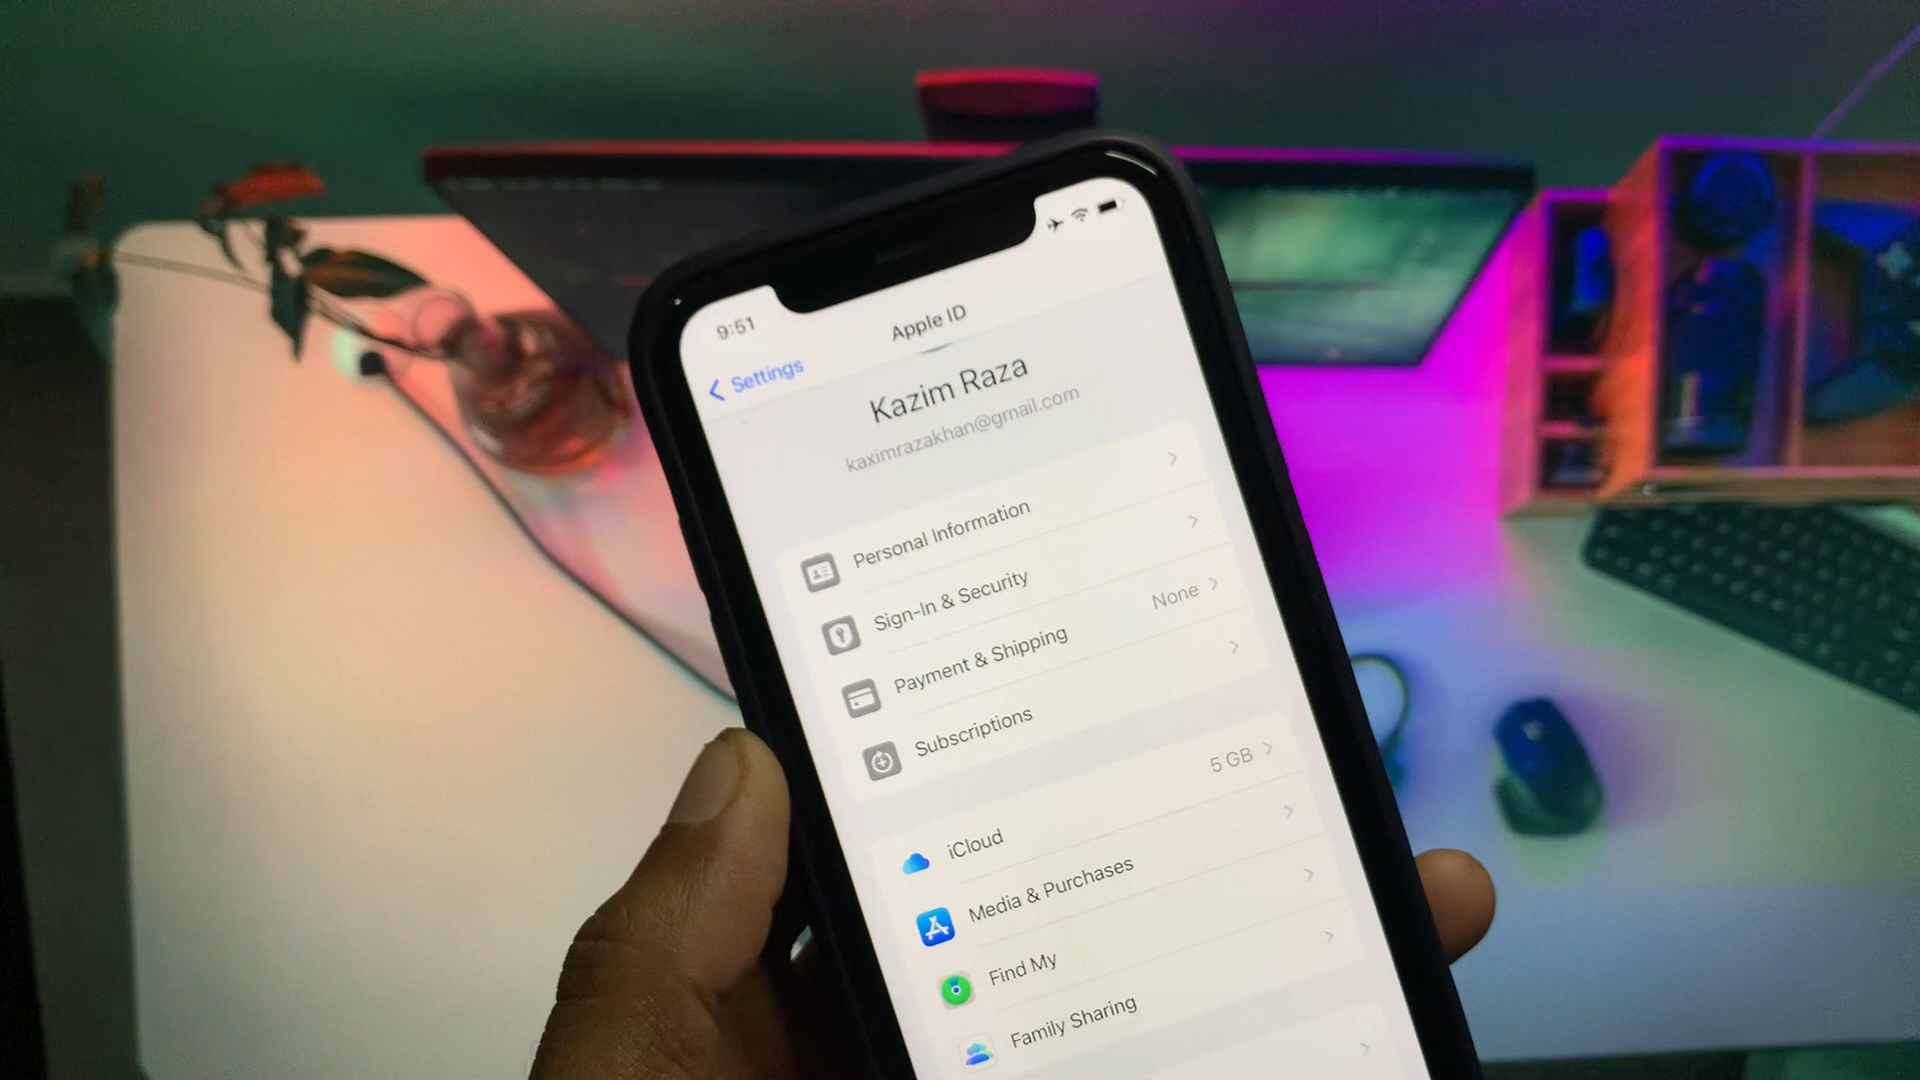 9:51
Apple ID
Settings
Kazim Raza
kaximrazakhan@gmail.com
Personal Information
Sign-In & Security
Payment & Shipping None
Subscriptions
iCloud 5 GB
Media & Purchases
Find My
Family Sharing